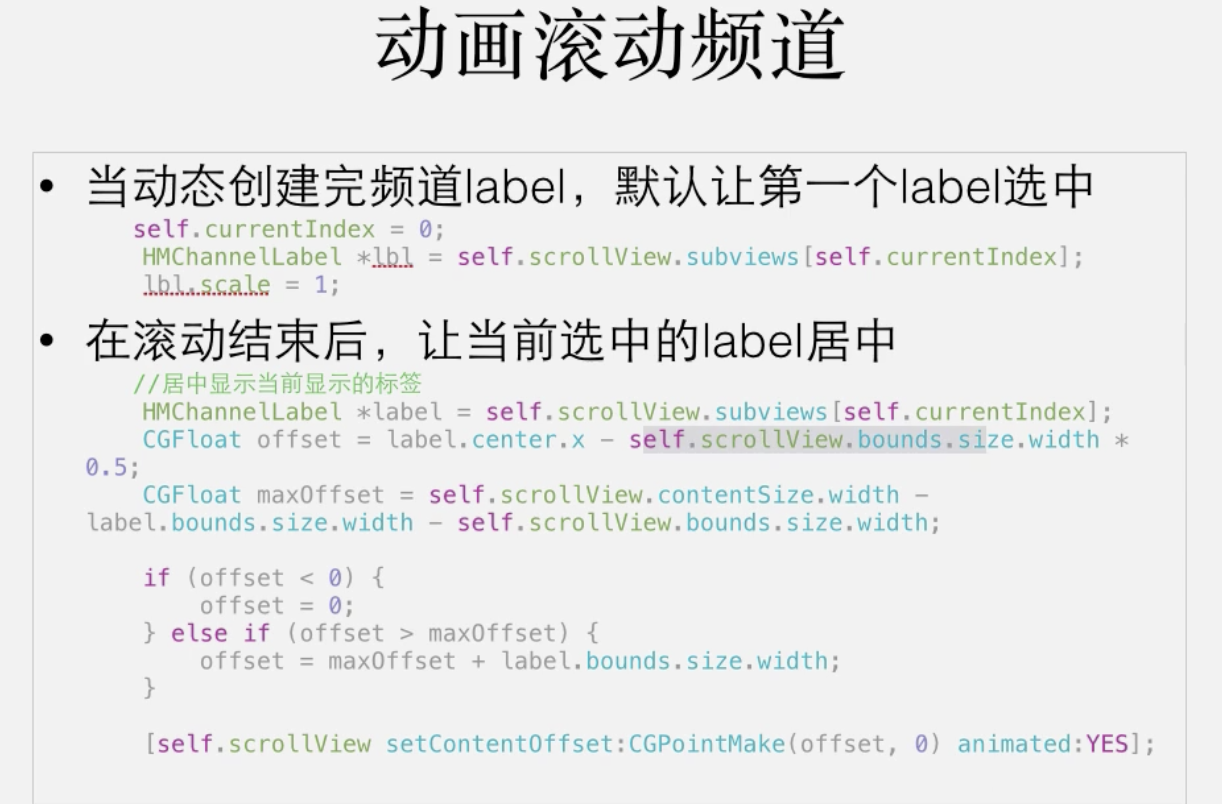 动画滚动频道
• 当动态创建完频道label，默认让第一个label选中
self.currentIndex = 0;
HMChannelLabel *lbl = self.scrollView.subviews[self.currentIndex];
lbl.scale = 1;
• 在滚动结束后，让当前选中的label居中
//居中显示当前显示的标签
HMChannelLabel *label = self.scrollView.subviews[self.currentIndex];
CGFloat offset = label.center.x - self.scrollView.bounds.size.width *
0.5;
CGFloat maxOffset = self.scrollView.contentSize.width -
label.bounds.size.width - self.scrollView.bounds.size.width;
if (offset < 0) {
offset = 0;
} else if (offset > maxOffset) {
offset = maxOffset + label.bounds.size.width;
}
[self.scrollView setContentOffset:CGPointMake(offset, 0) animated:YES];